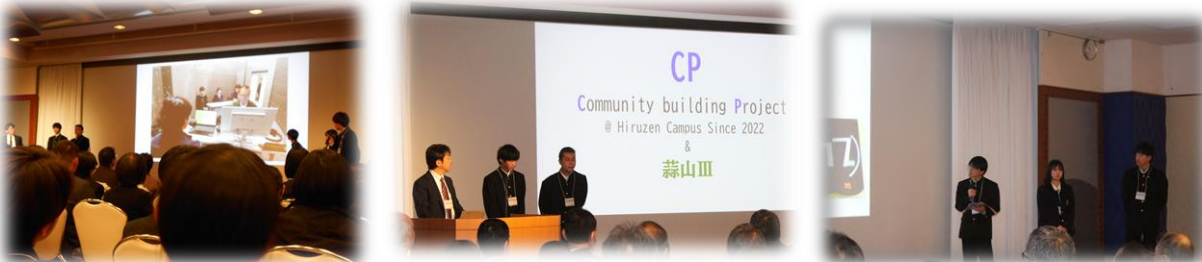 CP
Community building Project
@ Hiruzen Campus Since 2022
&
蒜山Ⅲ